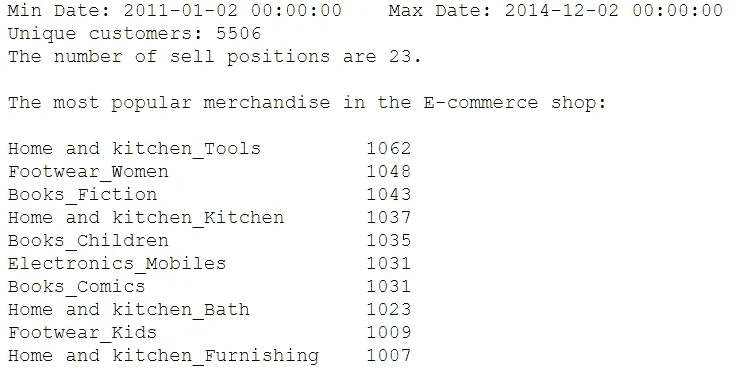 Min Date: 2011-01-02 00:00:00    Max Date: 2014-12-02 00:00:00
Unique customers: 5506
The number of sell positions are 23.
The most popular merchandise in the E-commerce shop:
Home and kitchen_Tools           1062
Footwear_Women                   1048
Books_Fiction                    1043
Home and kitchen_Kitchen         1037
Books_Children                   1035
Electronics_Mobiles              1031
Books_Comics                     1031
Home and kitchen_Bath            1023
Footwear_Kids                    1009
Home and kitchen_Furnishing      1007